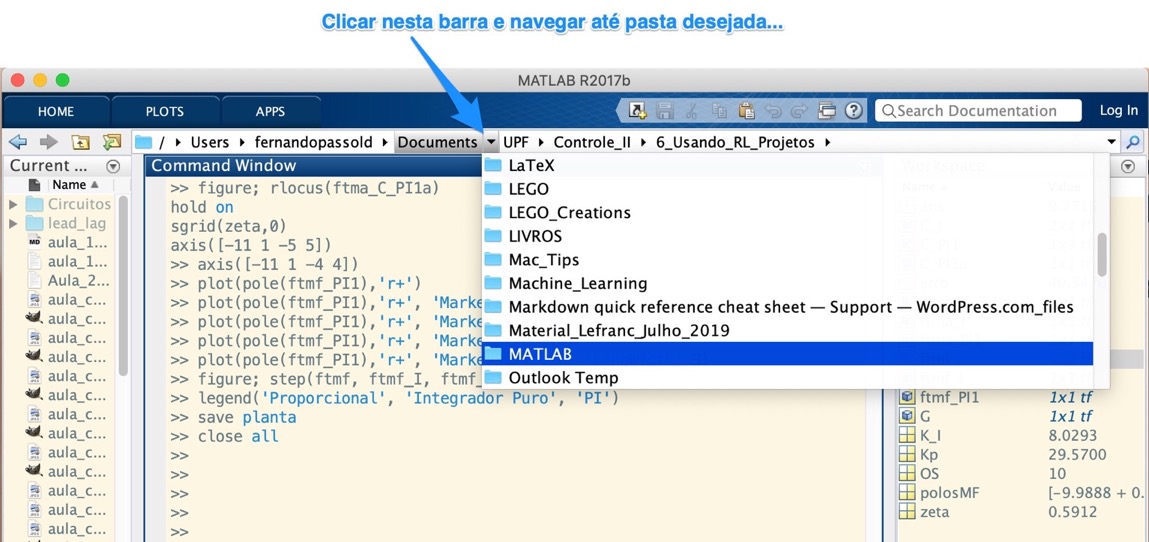 Clicar nesta barra e navegar até pasta desejada...
MATLAB R2017b
HOME PLOTS APPS Search Documentation Log In
/ Users fernandopassold Documents UPF Controle_II 6_Usando_RL_Projetos
Current ...
Name
Circuitos
lead_lag
aula_1...
aula_1...
Aula_2...
aula_c...
aula_c...
aula_c...
aula_c...
aula_c...
aula_c...
aula_c...
aula_c...
aula_c...
aula_c...
aula_c...
aula_c...
aula_c...
aula_c...
Command Window
>> figure; rlocus(ftma_C_PI1a)
hold on
sgrid(zeta,0)
axis([-11 1 -5 5])
>> axis([-11 1 -4 4])
>> plot(pole(ftmf_PI1),'r+')
>> plot(pole(ftmf_PI1),'r+', 'Marke
>> plot(pole(ftmf_PI1),'r+', 'Marke
>> plot(pole(ftmf_PI1),'r+', 'Marke
>> plot(pole(ftmf_PI1),'r+', 'Marke
>> figure; step(ftmf, ftmf_I, ftmf_
>> legend('Proporcional', 'Integrador Puro', 'PI')
>> save planta
>> close all
>>
>>
>>
>>
>>
LaTeX
LEGO
LEGO_Creations
LIVROS
Mac_Tips
Machine_Learning
Markdown quick reference cheat sheet — Support — WordPress.com_files
Material_Lefranc_Julho_2019
MATLAB
Outlook Temp
Name Value
ftmf_PI1 1x1 tf
G 1x1 tf
K_I 8.0293
Kp 29.5700
OS 10
polosMF [-9.9888 + 0.
zeta 0.5912